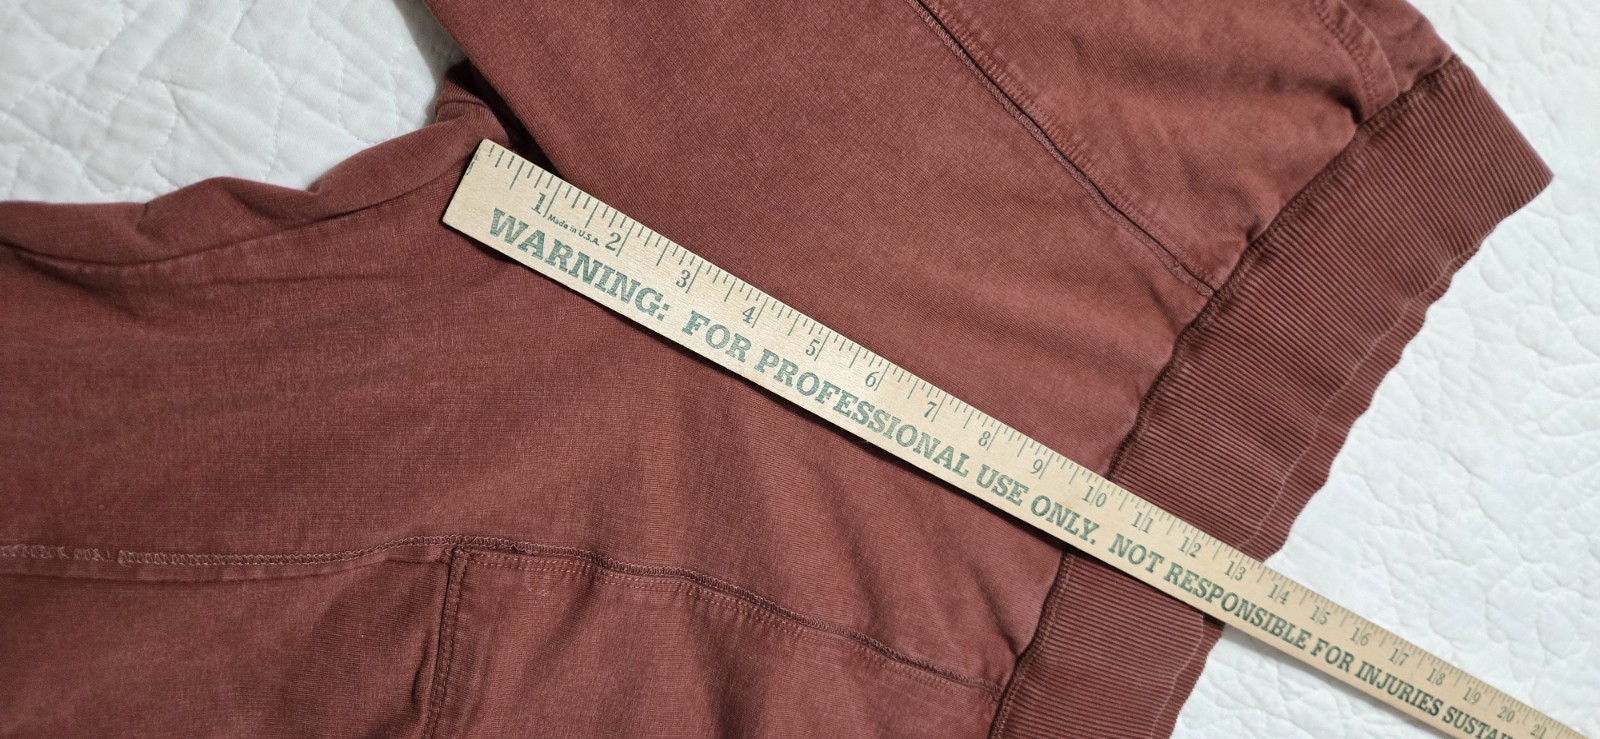 1 2 3 4 5 6 7 8 9 10 11 12 13 14 15 16 17 18 19 20 21
Made in U.S.A.
WARNING: FOR PROFESSIONAL USE ONLY. NOT RESPONSIBLE FOR INJURIES